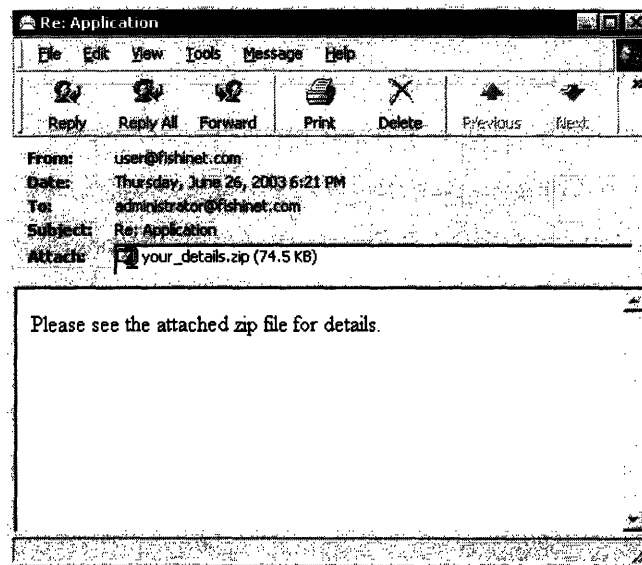 Re: Application
File Edit View Tools Message Help
Reply Reply All Forward Print Delete Previous Next
From: user@fishinet.com
Date: Thursday, June 26, 2003 6:21 PM
To: administrator@fishinet.com
Subject: Re: Application
Attach: your_details.zip (74.5 KB)
Please see the attached zip file for details.